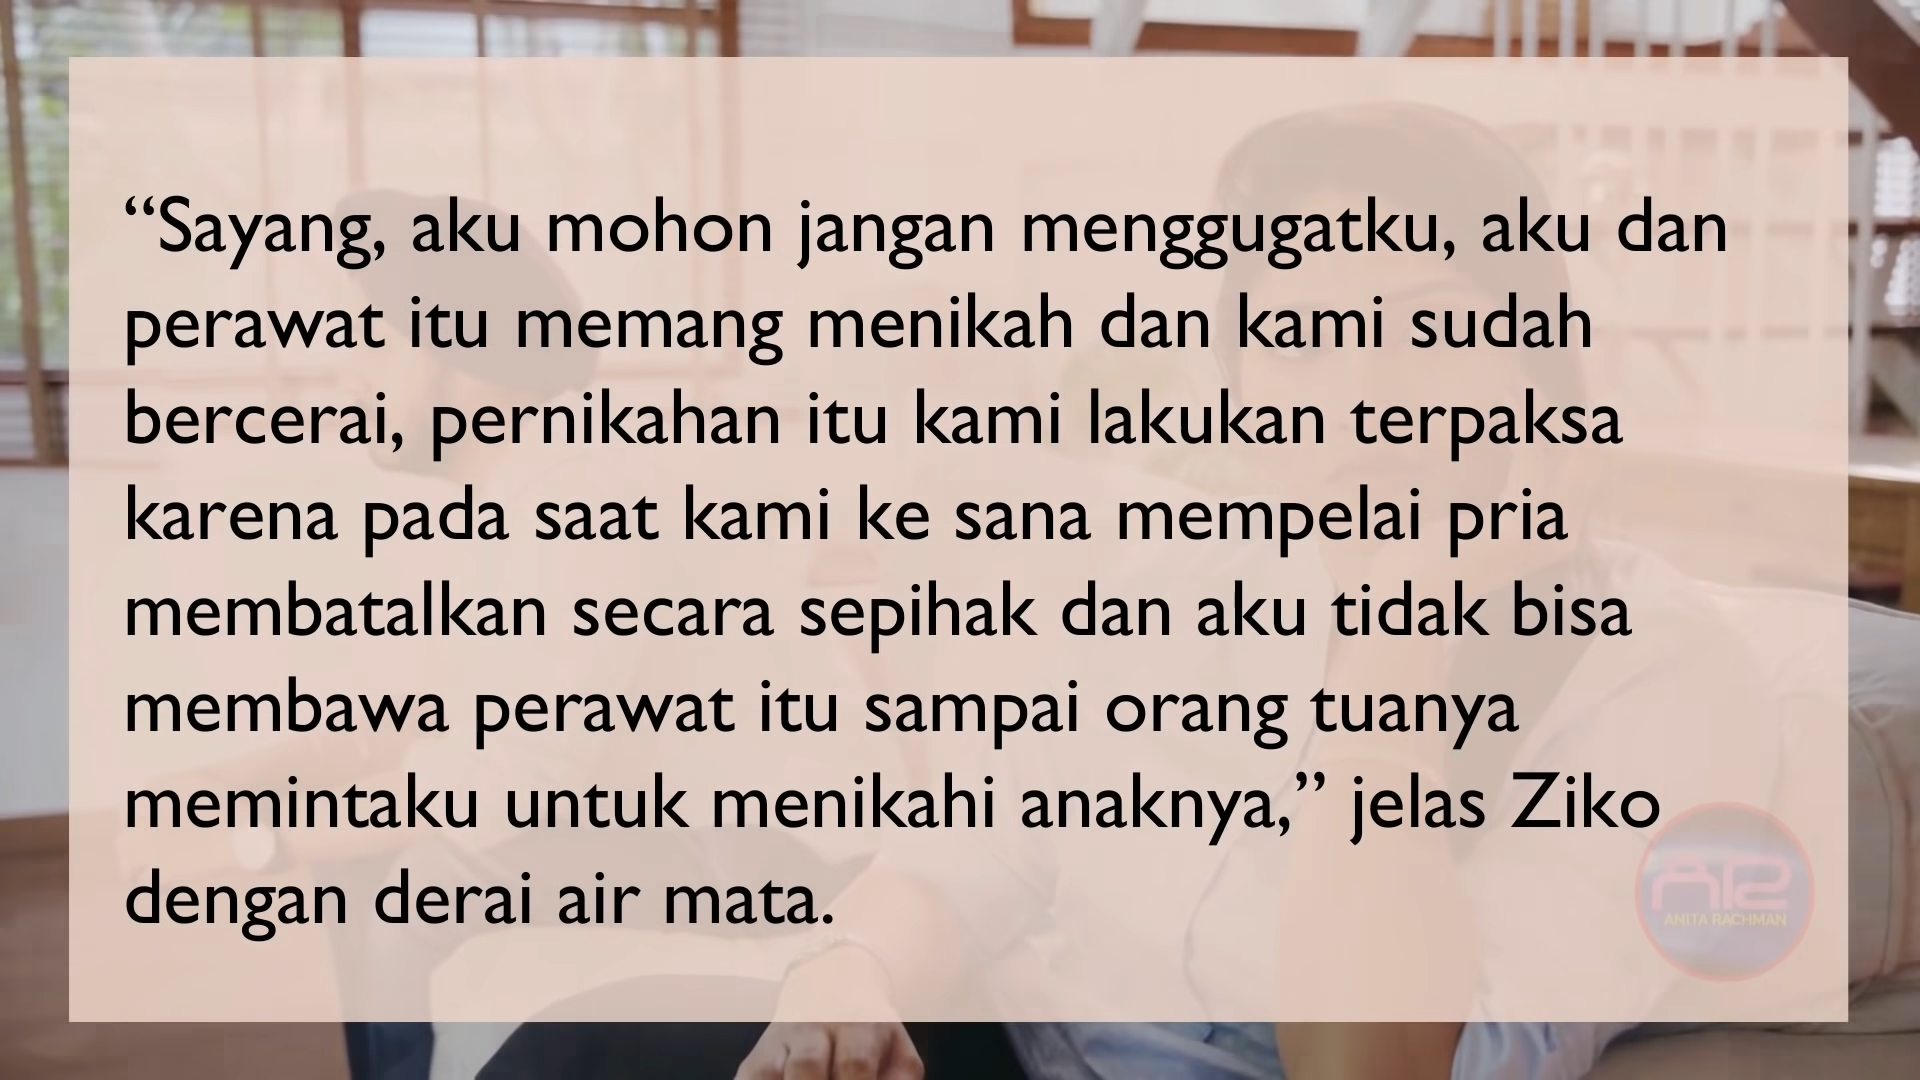 “Sayang, aku mohon jangan menggugatku, aku dan
perawat itu memang menikah dan kami sudah
bercerai, pernikahan itu kami lakukan terpaksa
karena pada saat kami ke sana mempelai pria
membatalkan secara sepihak dan aku tidak bisa
membawa perawat itu sampai orang tuanya
memintaku untuk menikahi anaknya,” jelas Ziko
dengan derai air mata.
AR
ANITA RACHMAN